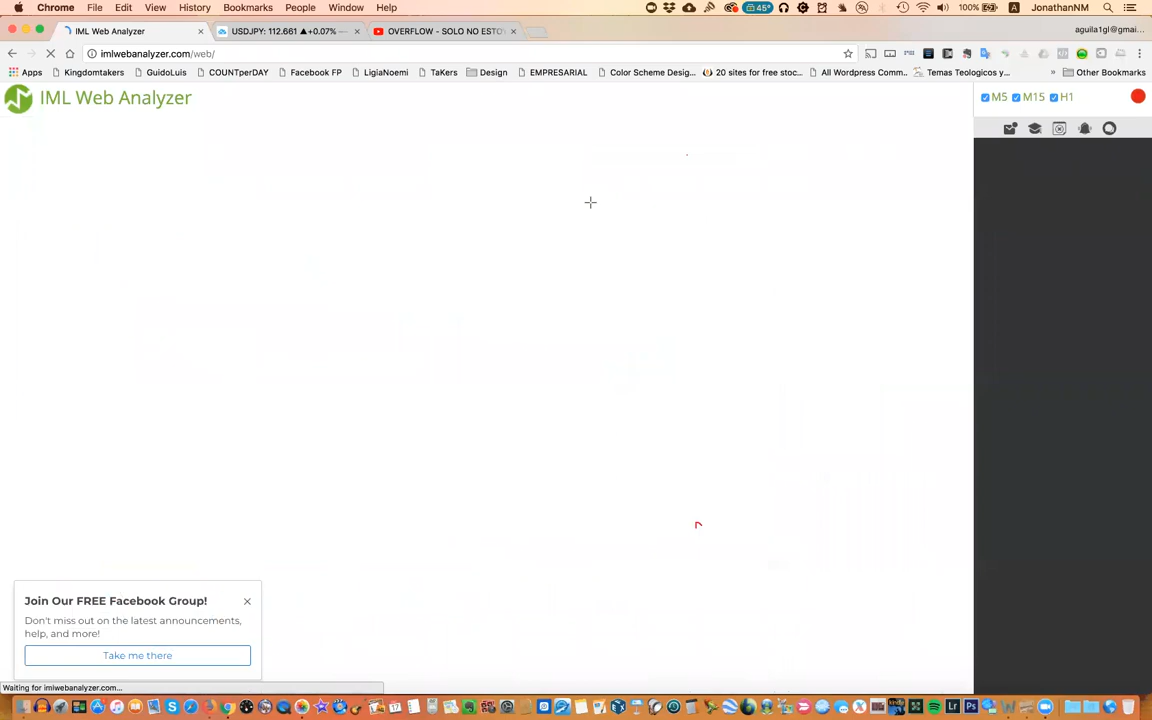 Chrome File Edit View History Bookmarks People Window Help 45° 100% JonathanNM
IML Web Analyzer × USDJPY: 112.661 ▲+0.07% × OVERFLOW - SOLO NO ESTO × aguila1gl@gmai...
imlwebanalyzer.com/web/
Apps Kingdomtakers GuidoLuis COUNTperDAY Facebook FP LigiaNoemi TaKers Design EMPRESARIAL Color Scheme Desig... 20 sites for free stoc... All Wordpress Comm.. Temas Teologicos y... » Other Bookmarks
IML Web Analyzer M5 M15 H1
Join Our FREE Facebook Group! ×
Don't miss out on the latest announcements,
help, and more!
Take me there
Waiting for imlwebanalyzer.com...